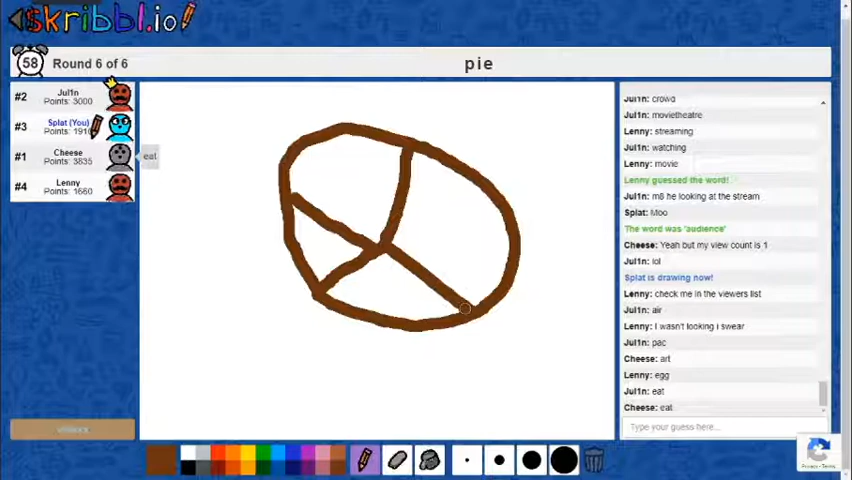 skribbl.io
58
Round 6 of 6
pie
#2
Jul1n
Points: 3000
#3
Splat (You)
#1
Cheese
Points: 3835
eat
#4
Lenny
Points: 1660
Jul1n: crowd
Jul1n: movietheatre
Lenny: streaming
Jul1n: watching
Lenny: movie
Lenny guessed the word!
Jul1n: m8 he looking at the stream
Splat: Moo
The word was 'audience'
Cheese: Yeah but my view count is 1
Jul1n: lol
Splat is drawing now!
Lenny: check me in the viewers list
Jul1n: air
Lenny: I wasn't looking i swear
Jul1n: pac
Cheese: art
Lenny: egg
Jul1n: eat
Cheese: eat
Type your guess here...
Privacy - Terms